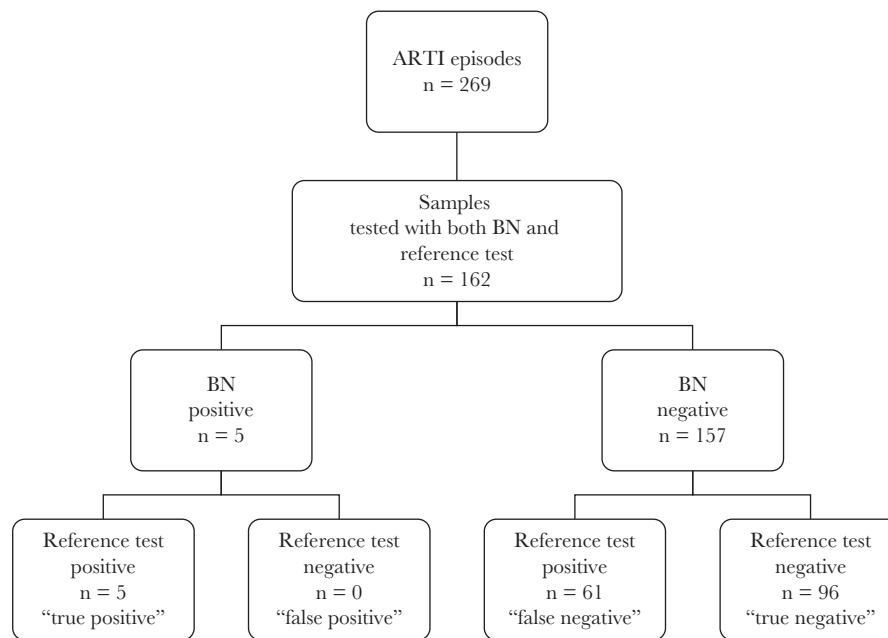 ARTI episodes
n = 269
Samples
tested with both BN and
reference test
n = 162
BN
positive
n = 5
BN
negative
n = 157
Reference test
positive
n = 5
“true positive”
Reference test
negative
n = 0
“false positive”
Reference test
positive
n = 61
“false negative”
Reference test
negative
n = 96
“true negative”